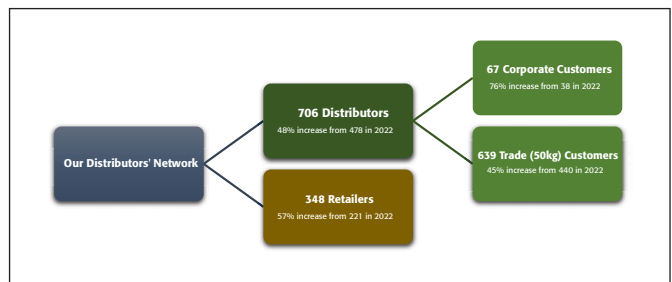 Our Distributors' Network
706 Distributors
48% increase from 478 in 2022
348 Retailers
57% increase from 221 in 2022
67 Corporate Customers
76% increase from 38 in 2022
639 Trade (50kg) Customers
45% increase from 440 in 2022